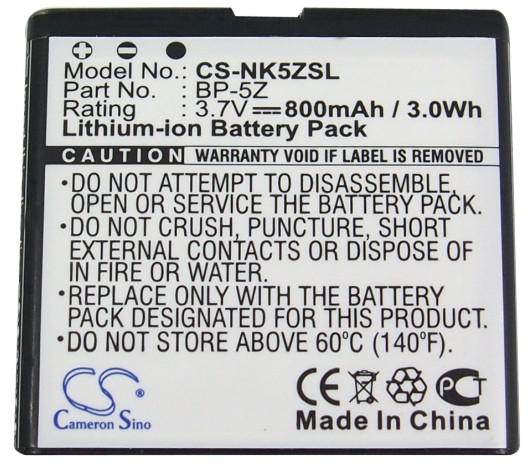 Model No.: CS-NK5ZSL
Part No. : BP-5Z
Rating : 3.7V 800mAh / 3.0Wh
Lithium-ion Battery Pack
CAUTION WARRANTY VOID IF LABEL IS REMOVED
•DO NOT ATTEMPT TO DISASSEMBLE,
OPEN OR SERVICE THE BATTERY PACK.
•DO NOT CRUSH, PUNCTURE, SHORT
EXTERNAL CONTACTS OR DISPOSE OF
IN FIRE OR WATER.
•REPLACE ONLY WITH THE BATTERY
PACK DESIGNATED FOR THIS PRODUCT.
•DO NOT STORE ABOVE 60℃ (140℉).
CS
Cameron Sino
CE PCT
Made In China